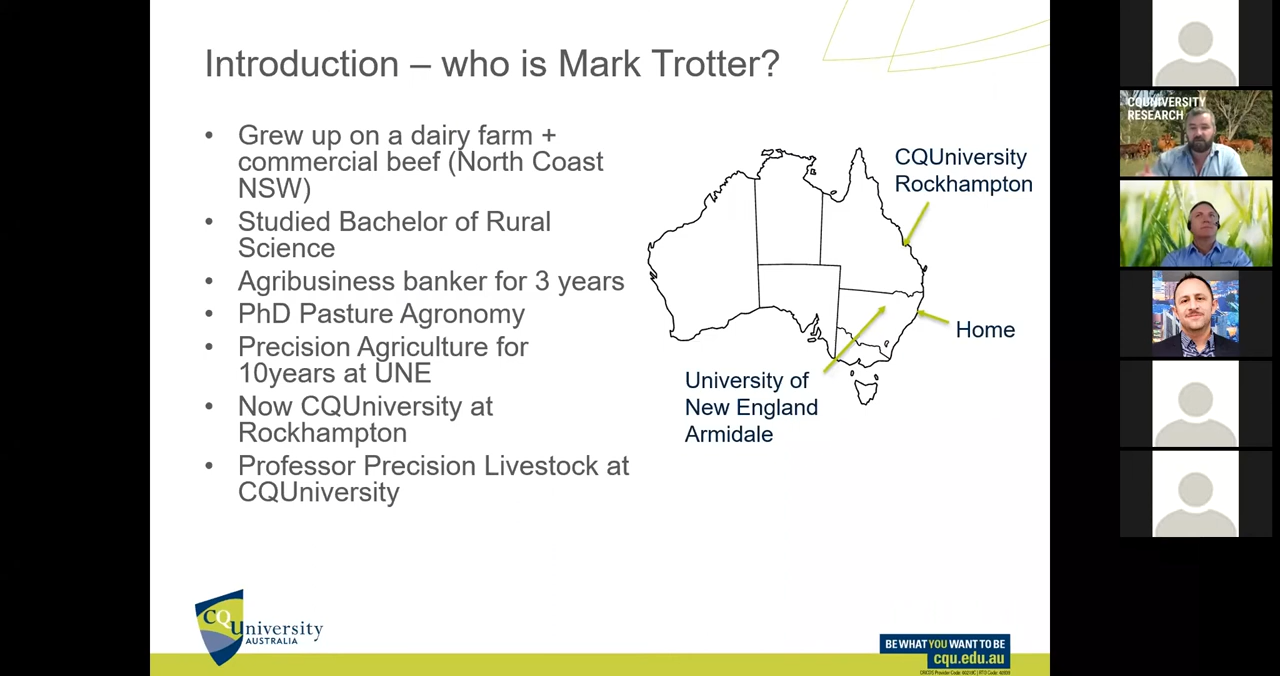 Introduction – who is Mark Trotter?
• Grew up on a dairy farm +
commercial beef (North Coast
NSW)
• Studied Bachelor of Rural
Science
• Agribusiness banker for 3 years
• PhD Pasture Agronomy
• Precision Agriculture for
10years at UNE
• Now CQUniversity at
Rockhampton
• Professor Precision Livestock at
CQUniversity
CQUniversity
Rockhampton
Home
University of
New England
Armidale
CQUniversity
AUSTRALIA
BE WHAT YOU WANT TO BE
cqu.edu.au
CQUNIVERSITY
RESEARCH